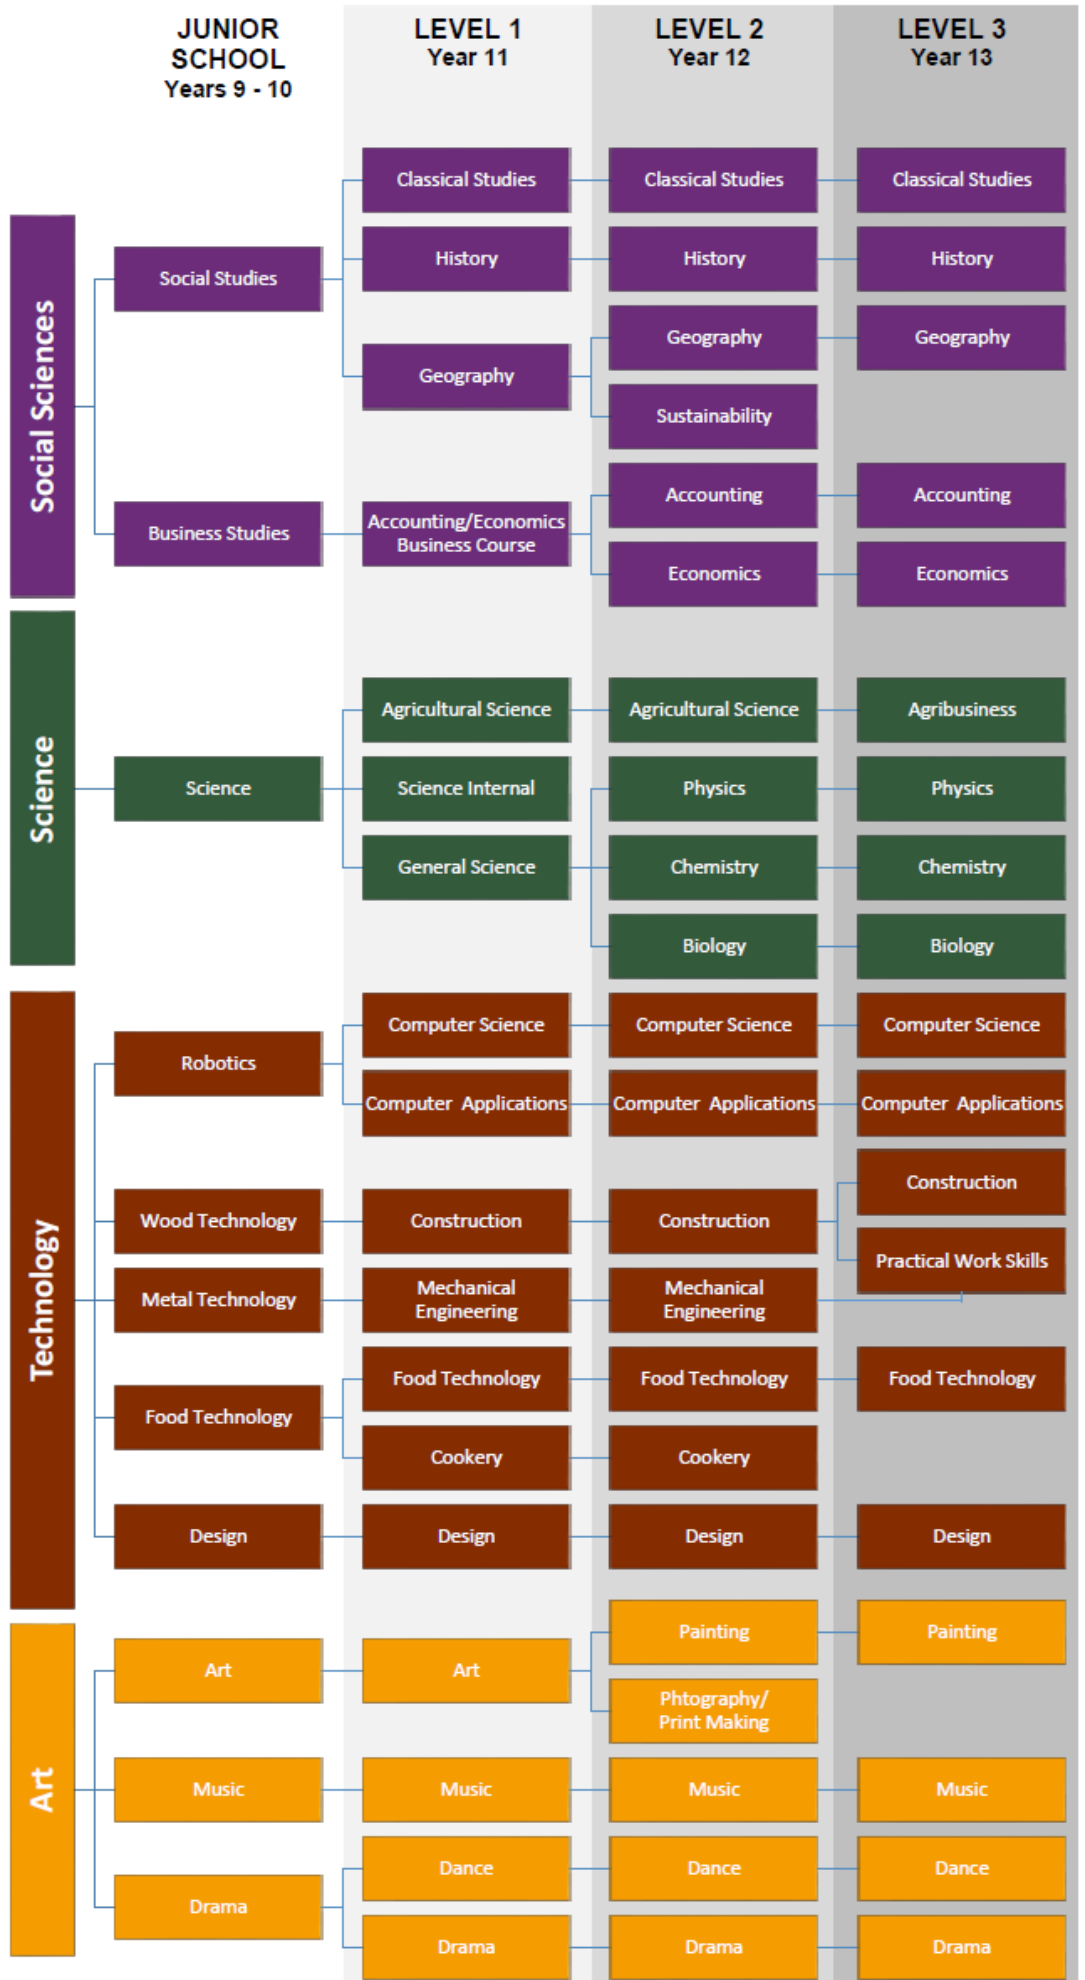 JUNIOR
SCHOOL
Years 9 - 10
LEVEL 1
Year 11
LEVEL 2
Year 12
LEVEL 3
Year 13
Social Sciences
Social Studies
Classical Studies
Classical Studies
Classical Studies
History
History
History
Geography
Geography
Geography
Sustainability
Business Studies
Accounting/Economics
Business Course
Accounting
Accounting
Economics
Economics
Science
Science
Agricultural Science
Agricultural Science
Agribusiness
Science Internal
Physics
Physics
General Science
Chemistry
Chemistry
Biology
Biology
Technology
Robotics
Computer Science
Computer Science
Computer Science
Computer Applications
Computer Applications
Computer Applications
Wood Technology
Construction
Construction
Construction
Practical Work Skills
Metal Technology
Mechanical
Engineering
Mechanical
Engineering
Food Technology
Food Technology
Food Technology
Food Technology
Cookery
Cookery
Design
Design
Design
Design
Art
Art
Art
Painting
Painting
Phtography/
Print Making
Music
Music
Music
Music
Drama
Dance
Dance
Dance
Drama
Drama
Drama